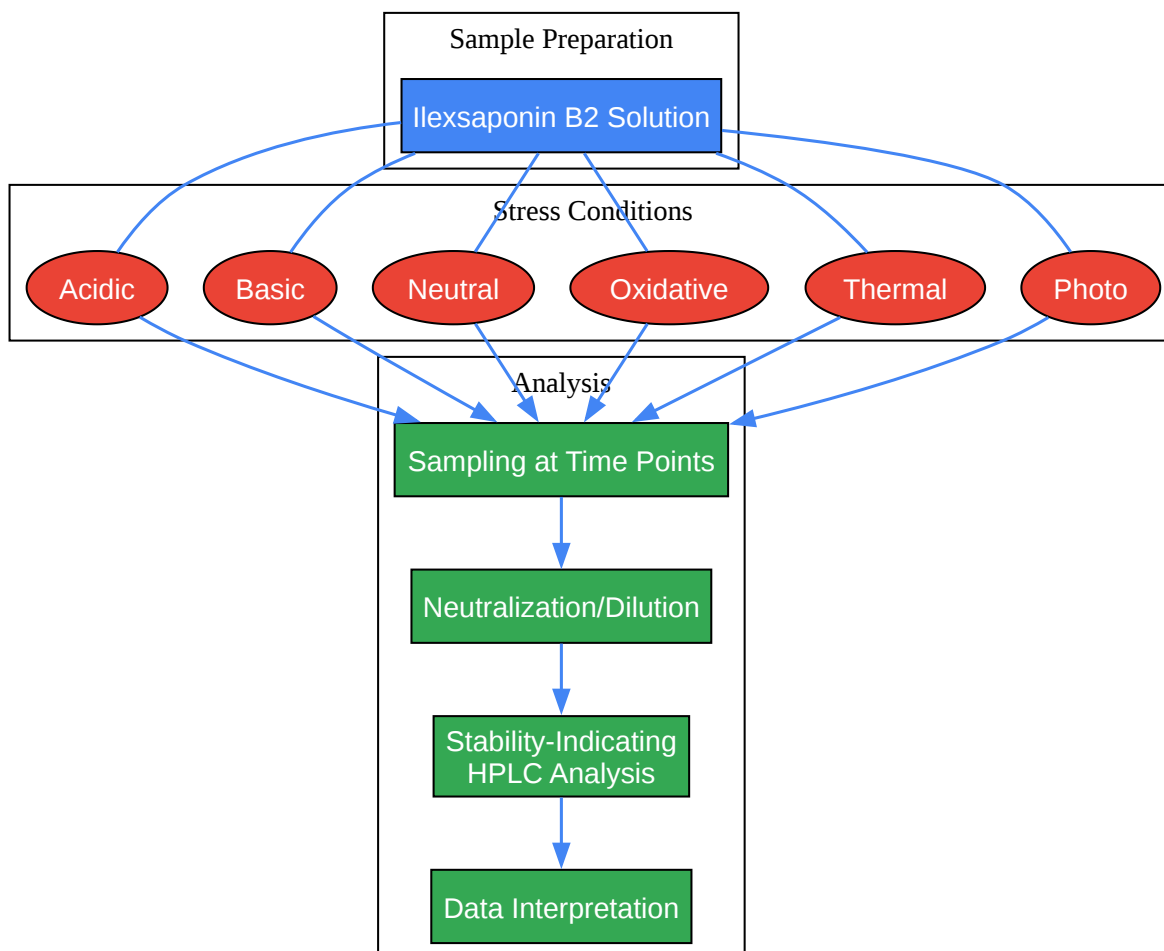 Sample Preparation
Ilexsaponin B2 Solution
Stress Conditions
Acidic
Basic
Neutral
Oxidative
Thermal
Photo
Analysis
Sampling at Time Points
Neutralization/Dilution
Stability-Indicating
HPLC Analysis
Data Interpretation